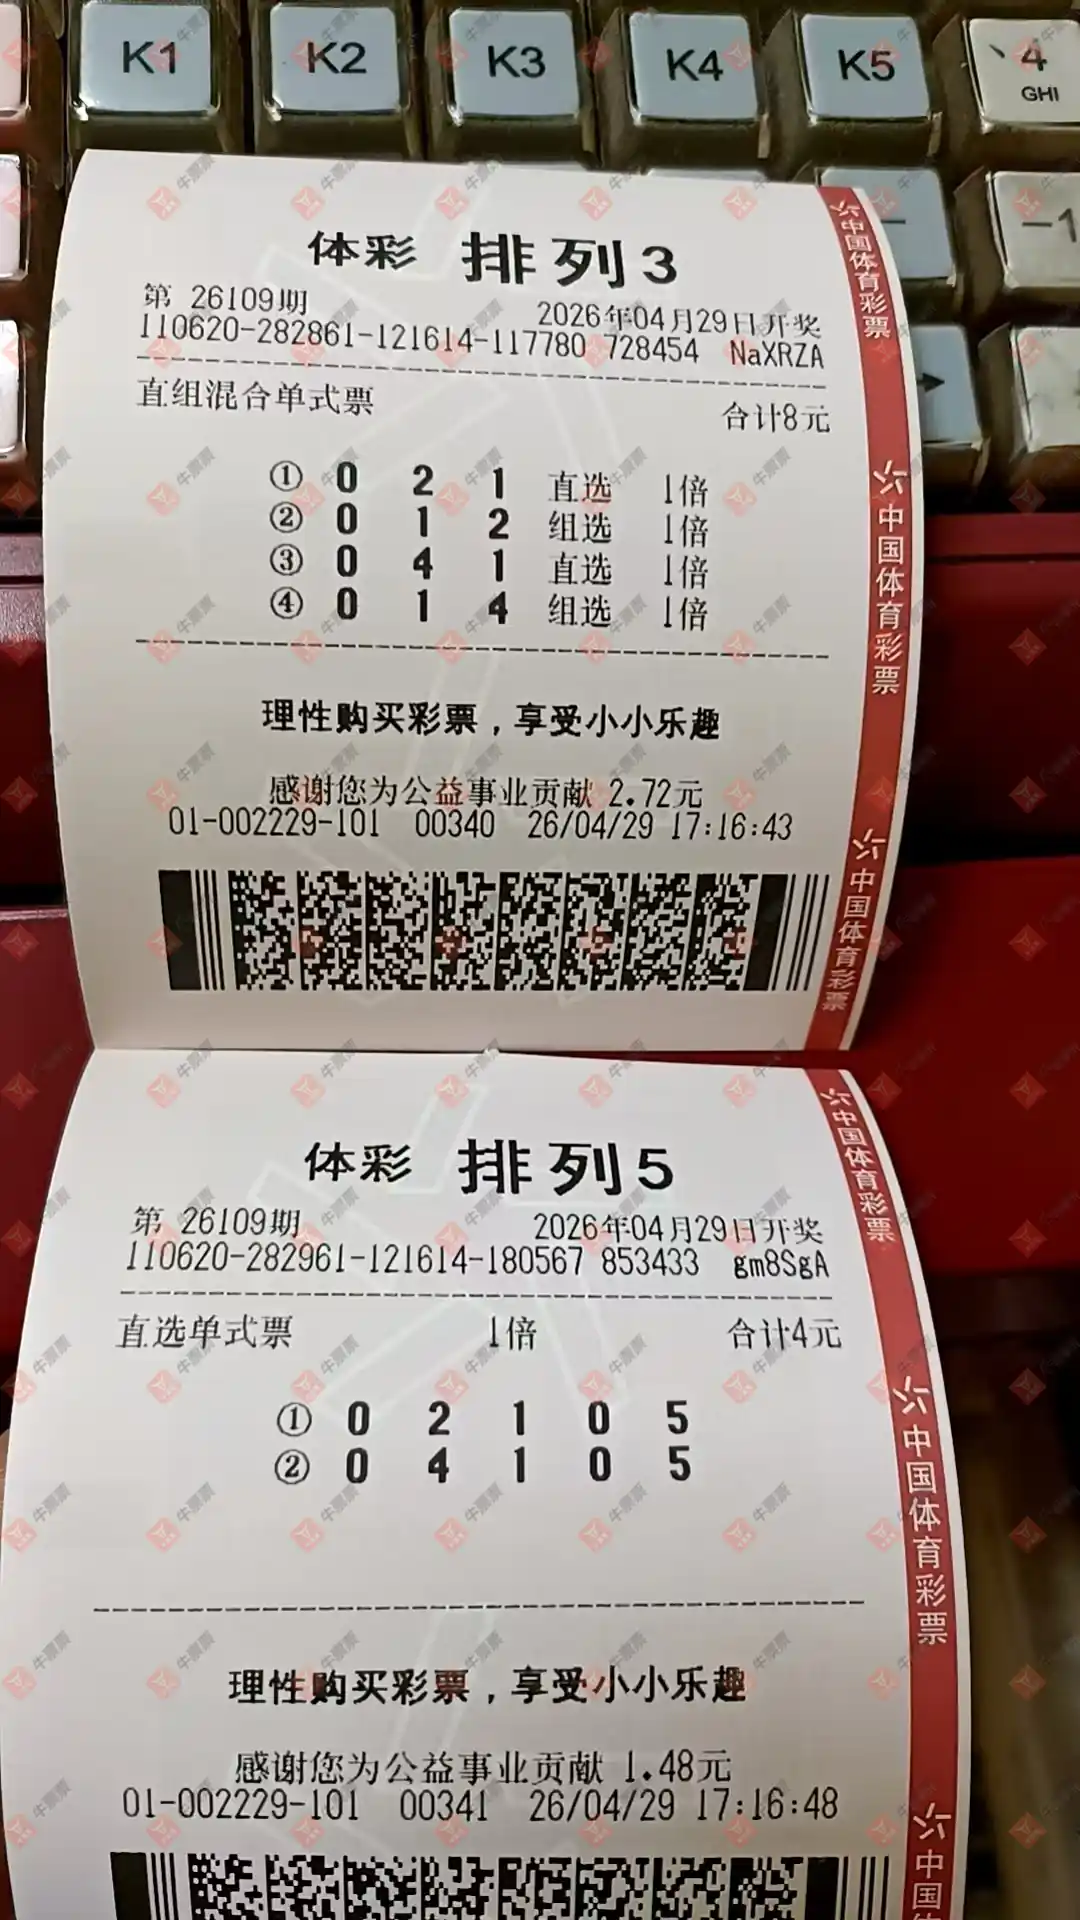 K1 K2 K3 K4 K5 4
GHI
-1
体彩 排列3
第 26109期 2026年04月29日开奖
110620-282861-121614-117780 728454 NaXRZA
直组混合单式票 合计8元
① 0 2 1 直选 1倍
② 0 1 2 组选 1倍
③ 0 4 1 直选 1倍
④ 0 1 4 组选 1倍
理性购买彩票，享受小小乐趣
感谢您为公益事业贡献 2.72元
01-002229-101 00340 26/04/29 17:16:43
中国体育彩票
中国体育彩票
中国体育彩票
体彩 排列5
第 26109期 2026年04月29日开奖
110620-282961-121614-180567 853433 gm8SgA
直选单式票 1倍 合计4元
① 0 2 1 0 5
② 0 4 1 0 5
理性购买彩票，享受小小乐趣
感谢您为公益事业贡献 1.48元
01-002229-101 00341 26/04/29 17:16:48
中国体育彩票
中国体育彩票
中国
牛票票